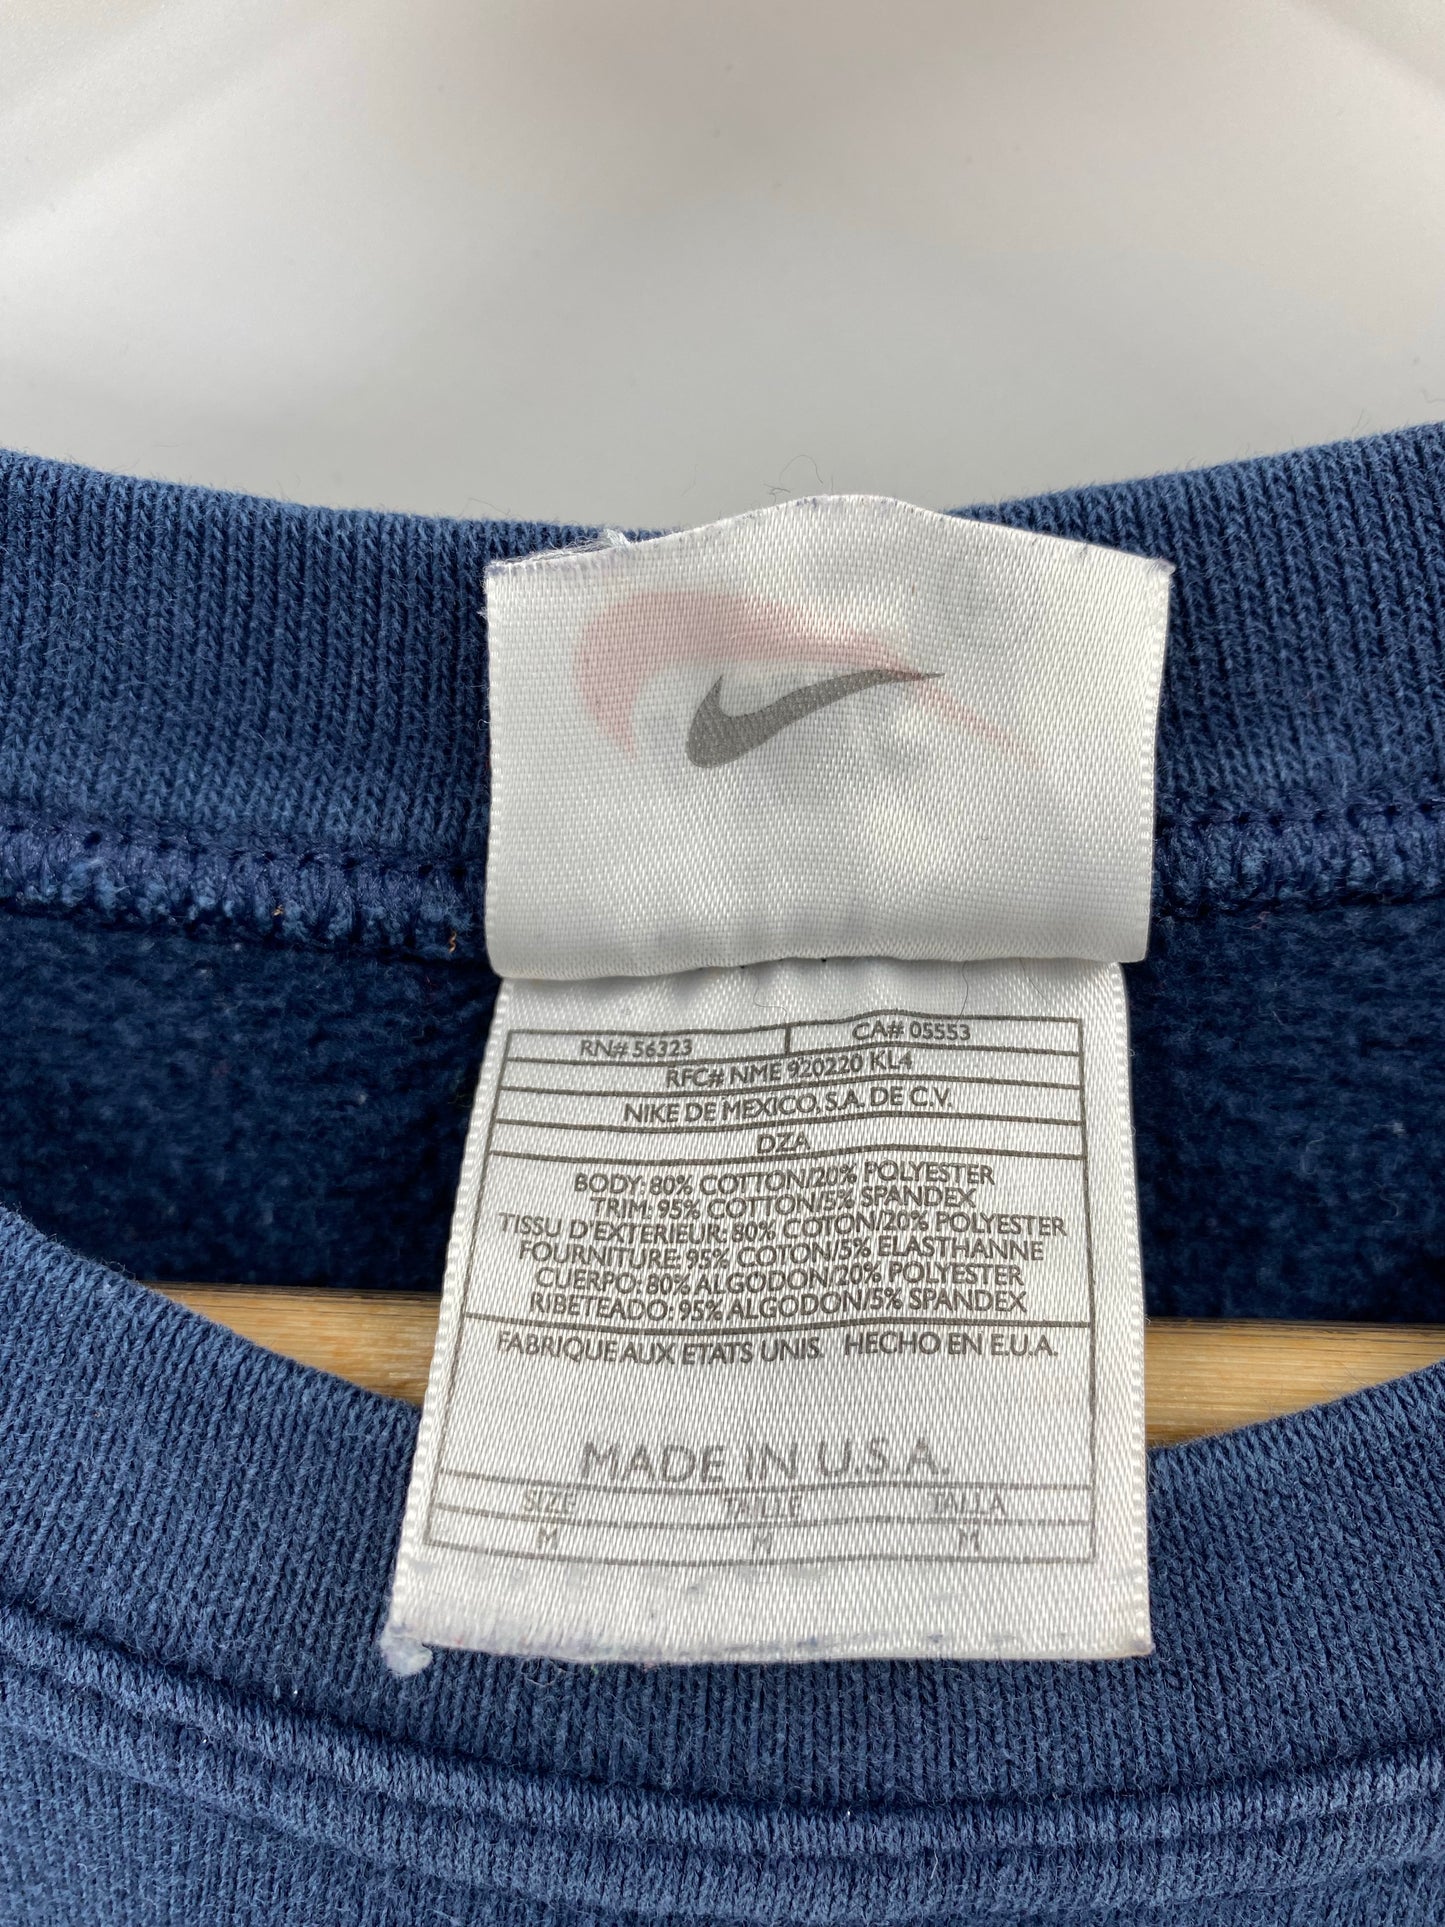 RN# 56323 CA# 05553
RFC# NME 920220 KL4
NIKE DE MEXICO, S.A. DE C.V.
DZA
BODY: 80% COTTON/20% POLYESTER
TRIM: 95% COTTON/5% SPANDEX
TISSU D'EXTERIEUR: 80% COTON/20% POLYESTER
FOURNITURE: 95% COTON/5% ELASTHANNE
CUERPO: 80% ALGODON/20% POLYESTER
RIBETEADO: 95% ALGODON/5% SPANDEX
FABRIQUE AUX ETATS UNIS. HECHO EN E.U.A.
MADE IN U.S.A.
SIZE TAILLE TALLA
M M M